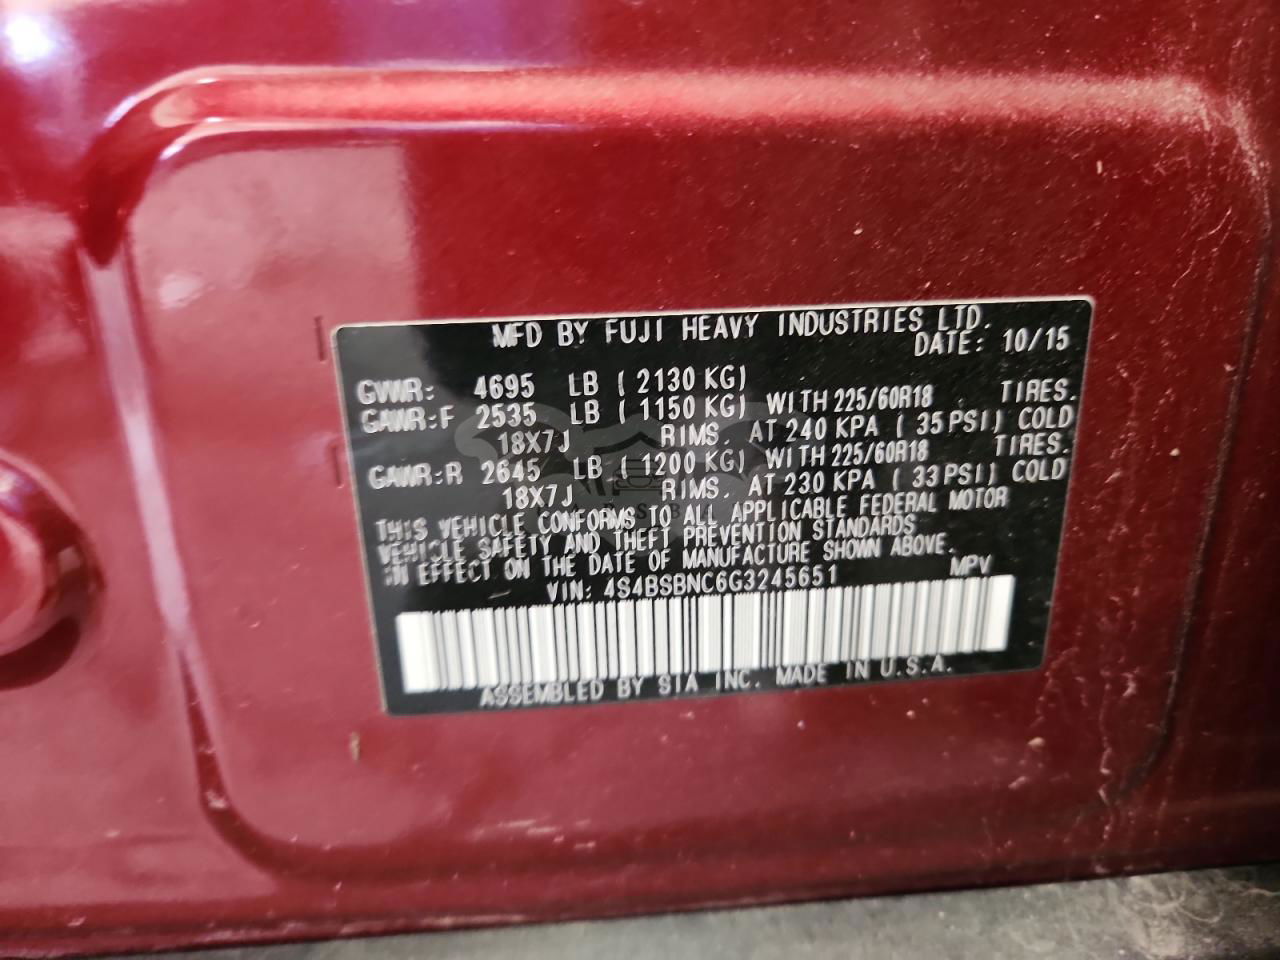 MFD BY FUJI HEAVY INDUSTRIES LTD.
DATE: 10/15
GVWR: 4695 LB ( 2130 KG)
GAWR:F 2535 LB ( 1150 KG) WITH 225/60R18 TIRES.
18X7J RIMS. AT 240 KPA ( 35 PSI) COLD
GAWR:R 2645 LB ( 1200 KG) WITH 225/60R18 TIRES.
18X7J RIMS. AT 230 KPA ( 33 PSI) COLD
THIS VEHICLE CONFORMS TO ALL APPLICABLE FEDERAL MOTOR
VEHICLE SAFETY AND THEFT PREVENTION STANDARDS
IN EFFECT ON THE DATE OF MANUFACTURE SHOWN ABOVE.
VIN: 4S4BSBNC6G3245651 MPV
ASSEMBLED BY SIA INC. MADE IN U.S.A.